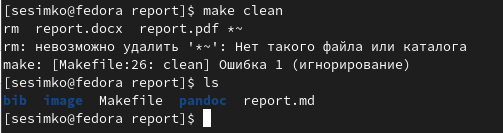 [sesimko@fedora report]$ make clean
rm  report.docx  report.pdf *~
rm: невозможно удалить '*~': Нет такого файла или каталога
make: [Makefile:26: clean] Ошибка 1 (игнорирование)
[sesimko@fedora report]$ ls
bib  image  Makefile  pandoc  report.md
[sesimko@fedora report]$